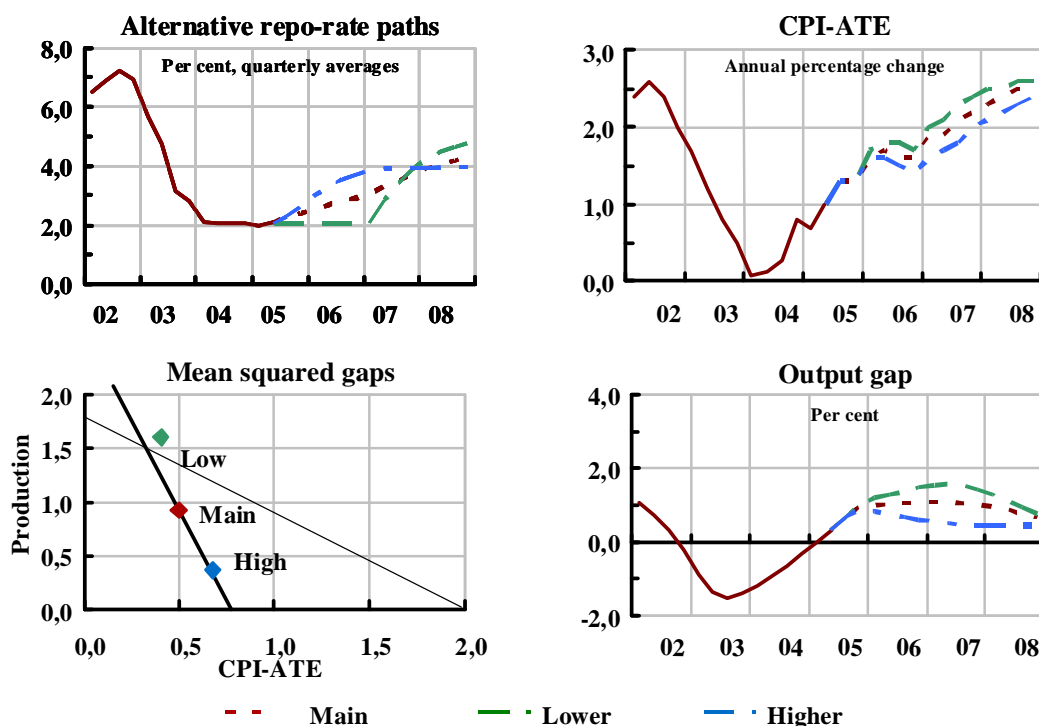 Alternative repo-rate paths
8,0
Per cent, quarterly averages
6,0
4,0
2,0
0,0
02 03 04 05 06 07 08
CPI-ATE
3,0
Annual percentage change
2,0
1,0
0,0
02 03 04 05 06 07 08
Mean squared gaps
2,0
1,5
1,0
0,5
0,0
Production
Low
Main
High
0,0 0,5 1,0 1,5 2,0
CPI-ATE
Output gap
4,0
Per cent
2,0
0,0
-2,0
02 03 04 05 06 07 08
Main Lower Higher